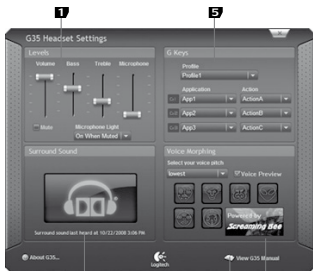 1
5
G35 Headset Settings
Levels
Volume Bass Treble Microphone
Mute
Microphone Light
On When Muted
G Keys
Profile
Profile1
Application Action
App1 ActionA
App2 ActionB
App3 ActionC
Surround Sound
Surround sound last heard at 10/22/2008 3:06 PM
Voice Morphing
Select your voice pitch
lowest
Voice Preview
Powered by
Screaming Bee
About G35...
Logitech
View G35 Manual